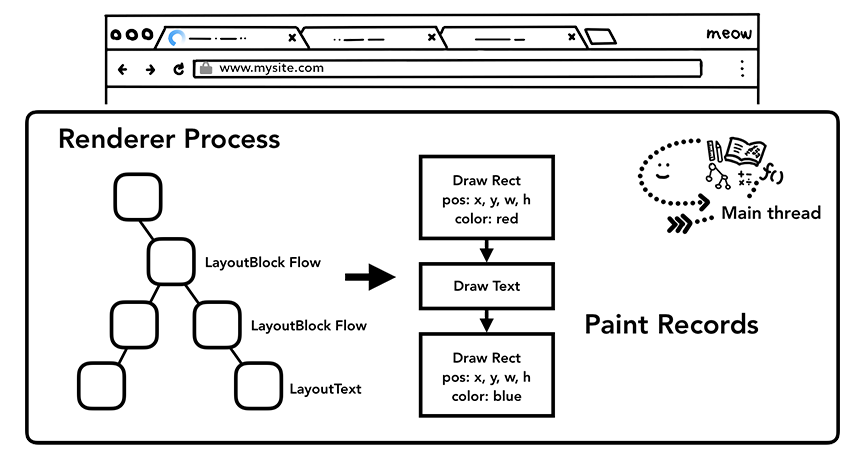 meow
www.mysite.com
Renderer Process
LayoutBlock Flow
LayoutBlock Flow
LayoutText
Draw Rect
pos: x, y, w, h
color: red
Draw Text
Draw Rect
pos: x, y, w, h
color: blue
Paint Records
f()
Main thread